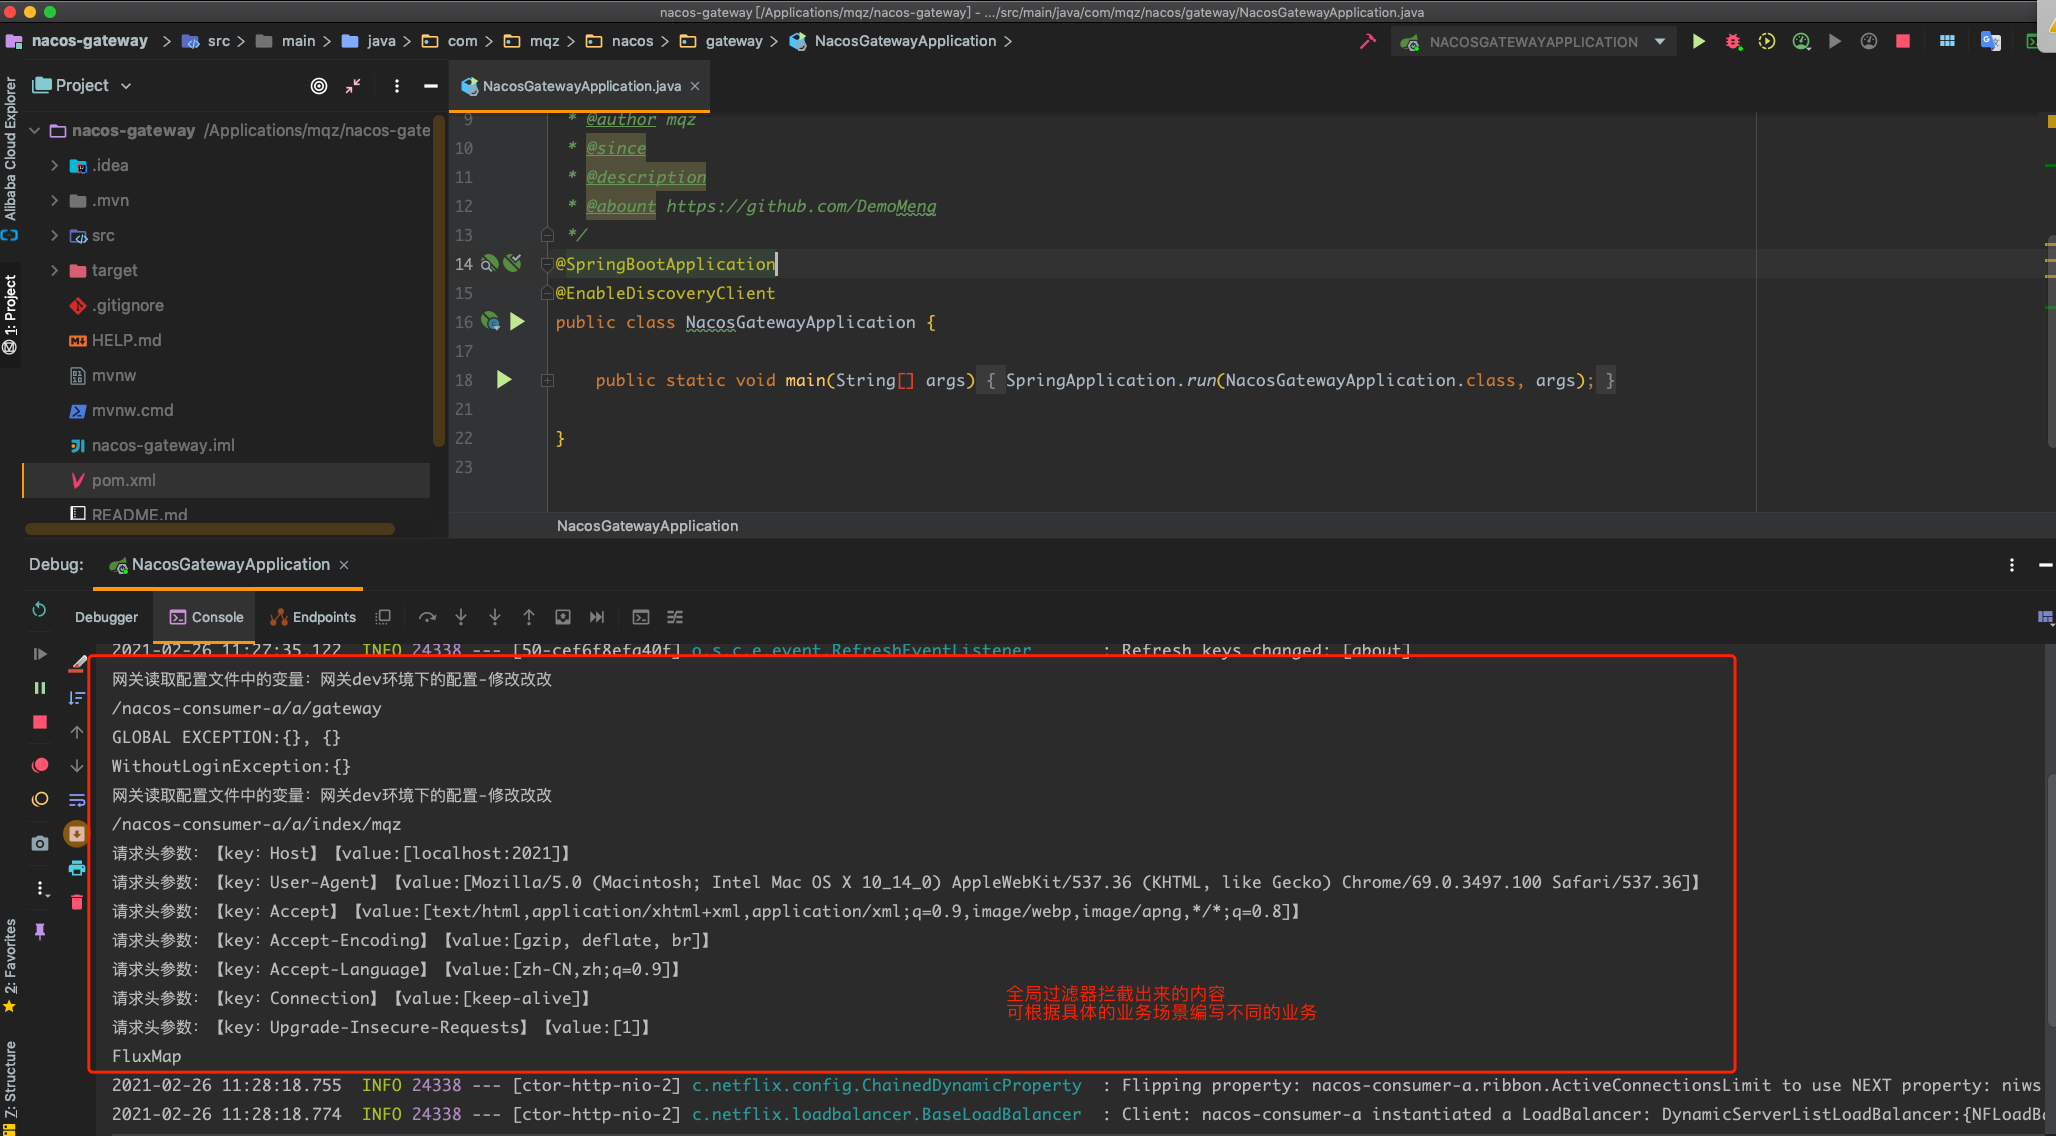 nacos-gateway [/Applications/mqz/nacos-gateway] - .../src/main/java/com/mqz/nacos/gateway/NacosGatewayApplication.java
nacos-gateway > src > main > java > com > mqz > nacos > gateway > NacosGatewayApplication >
NACOSGATEWAYAPPLICATION
Alibaba Cloud Explorer
1: Project
2: Favorites
Z: Structure
Project
nacos-gateway /Applications/mqz/nacos-gate
.idea
.mvn
src
target
.gitignore
HELP.md
mvnw
mvnw.cmd
nacos-gateway.iml
pom.xml
README.md
NacosGatewayApplication.java
9 * @author mqz
10 * @since
11 * @description
12 * @abount https://github.com/DemoMeng
13 */
14 @SpringBootApplication
15 @EnableDiscoveryClient
16 public class NacosGatewayApplication {
17
18 public static void main(String[] args) { SpringApplication.run(NacosGatewayApplication.class, args); }
21
22 }
23
NacosGatewayApplication
Debug: NacosGatewayApplication
Debugger Console Endpoints
2021-02-26 11:27:35.122 INFO 24338 --- [50-cef6f8efa40f] o.s.c.e.event.RefreshEventListener : Refresh keys changed: [about]
网关读取配置文件中的变量: 网关dev环境下的配置-修改改改
/nacos-consumer-a/a/gateway
GLOBAL EXCEPTION:{}, {}
WithoutLoginException:{}
网关读取配置文件中的变量: 网关dev环境下的配置-修改改改
/nacos-consumer-a/a/index/mqz
请求头参数: 【key: Host】【value:[localhost:2021]】
请求头参数: 【key: User-Agent】【value:[Mozilla/5.0 (Macintosh; Intel Mac OS X 10_14_0) AppleWebKit/537.36 (KHTML, like Gecko) Chrome/69.0.3497.100 Safari/537.36]】
请求头参数: 【key: Accept】【value:[text/html,application/xhtml+xml,application/xml;q=0.9,image/webp,image/apng,*/*;q=0.8]】
请求头参数: 【key: Accept-Encoding】【value:[gzip, deflate, br]】
请求头参数: 【key: Accept-Language】【value:[zh-CN,zh;q=0.9]】
请求头参数: 【key: Connection】【value:[keep-alive]】
请求头参数: 【key: Upgrade-Insecure-Requests】【value:[1]】
全局过滤器拦截出来的内容
可根据具体的业务场景编写不同的业务
FluxMap
2021-02-26 11:28:18.755 INFO 24338 --- [ctor-http-nio-2] c.netflix.config.ChainedDynamicProperty : Flipping property: nacos-consumer-a.ribbon.ActiveConnectionsLimit to use NEXT property: niws
2021-02-26 11:28:18.774 INFO 24338 --- [ctor-http-nio-2] c.netflix.loadbalancer.BaseLoadBalancer : Client: nacos-consumer-a instantiated a LoadBalancer: DynamicServerListLoadBalancer:{NFLoadBa